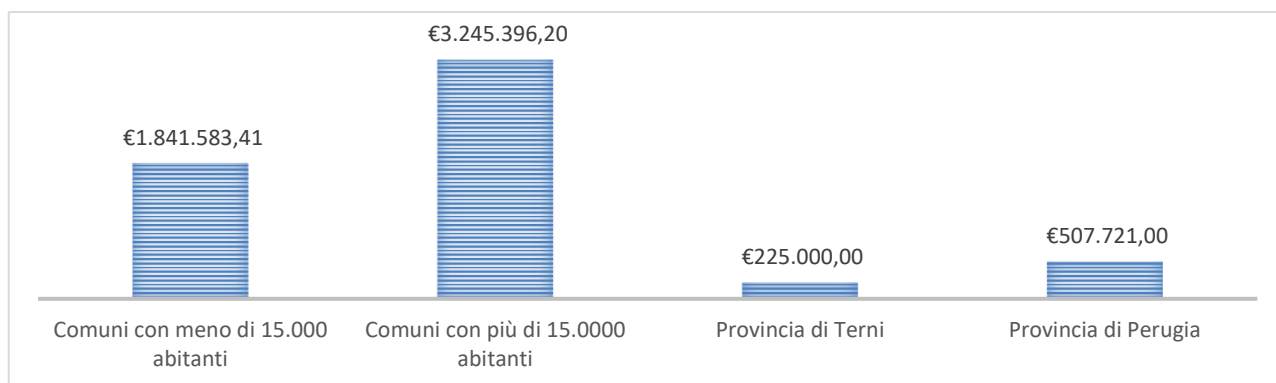 €3.245.396,20
€1.841.583,41
€507.721,00
€225.000,00
Comuni con meno di 15.000
abitanti
Comuni con più di 15.0000
abitanti
Provincia di Terni
Provincia di Perugia